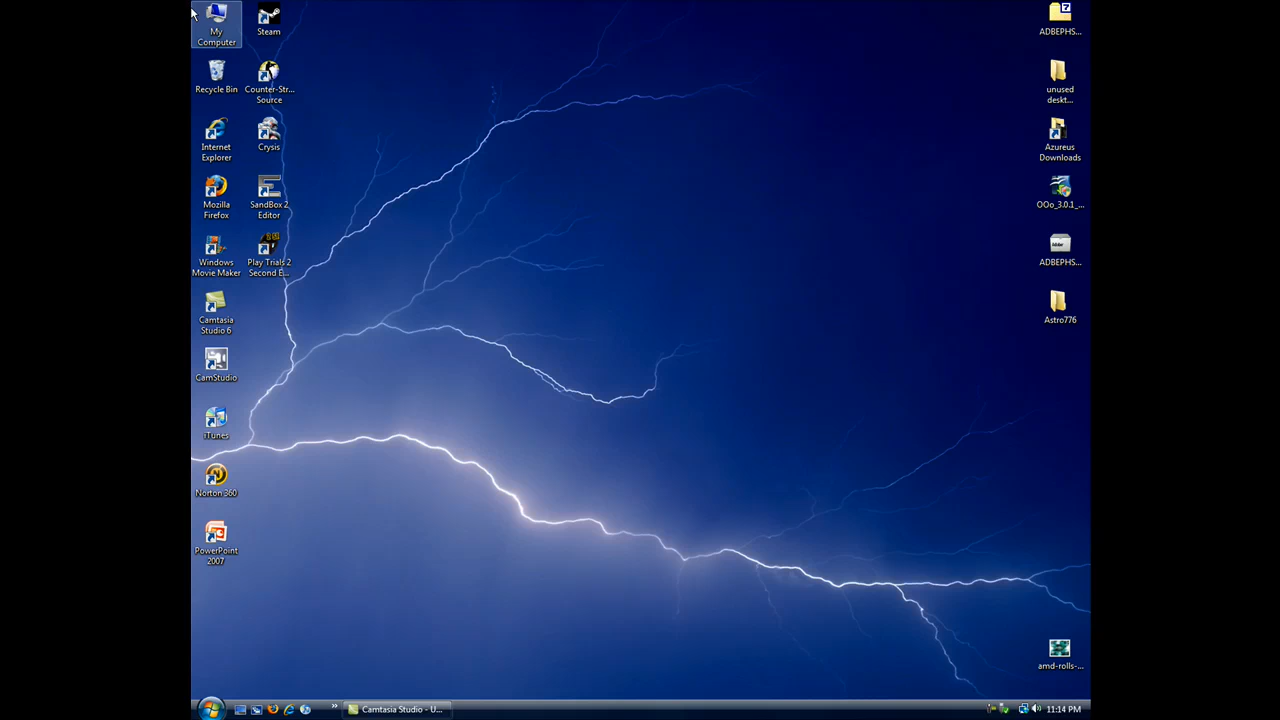 My
Computer
Recycle Bin
Internet
Explorer
Mozilla
Firefox
Windows
Movie Maker
Camtasia
Studio 6
CamStudio
iTunes
Norton 360
PowerPoint
2007
Steam
Counter-Str...
Source
Crysis
SandBox 2
Editor
Play Trials 2
Second E...
ADBEPHS...
unused
deskt...
Azureus
Downloads
OOo_3.0.1_...
ADBEPHS...
Astro776
amd-rolls-...
Camtasia Studio - U...
11:14 PM